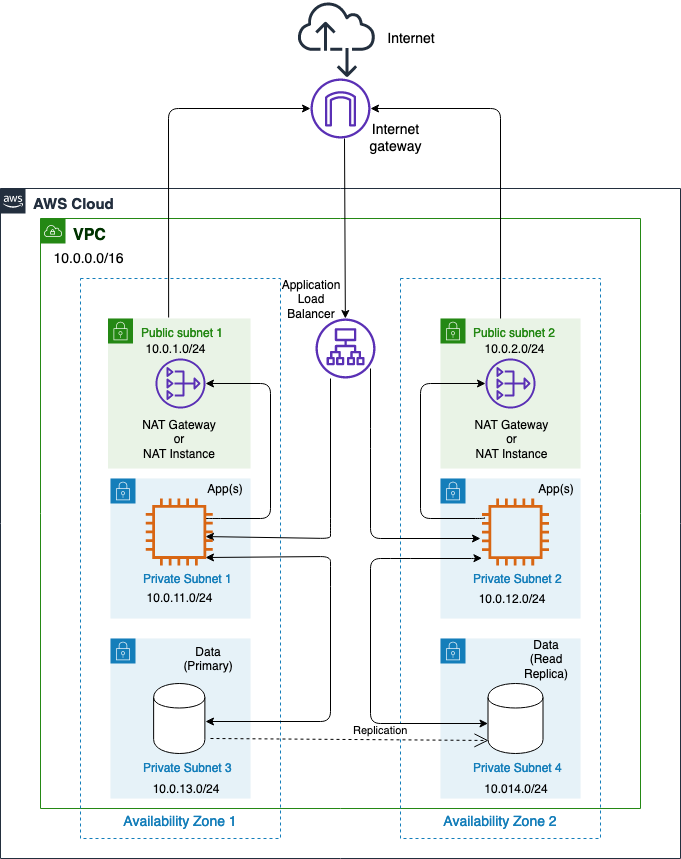 Internet
Internet
gateway
aws
AWS Cloud
VPC
10.0.0.0/16
Application
Load
Balancer
Public subnet 1
10.0.1.0/24
NAT Gateway
or
NAT Instance
Public subnet 2
10.0.2.0/24
NAT Gateway
or
NAT Instance
App(s)
Private Subnet 1
10.0.11.0/24
App(s)
Private Subnet 2
10.0.12.0/24
Data
(Primary)
Private Subnet 3
10.0.13.0/24
Replication
Data
(Read
Replica)
Private Subnet 4
10.014.0/24
Availability Zone 1
Availability Zone 2